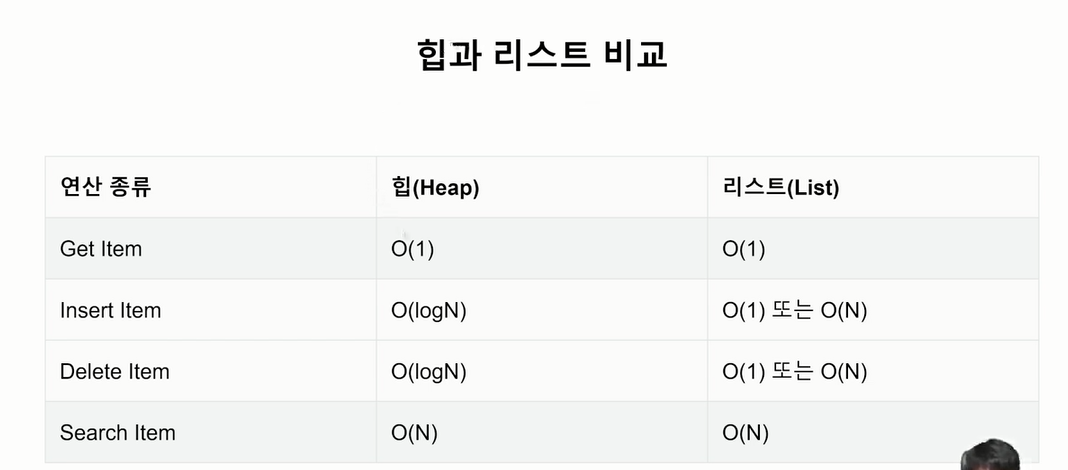 힙과 리스트 비교
연산 종류 힙(Heap) 리스트(List)
Get Item O(1) O(1)
Insert Item O(logN) O(1) 또는 O(N)
Delete Item O(logN) O(1) 또는 O(N)
Search Item O(N) O(N)